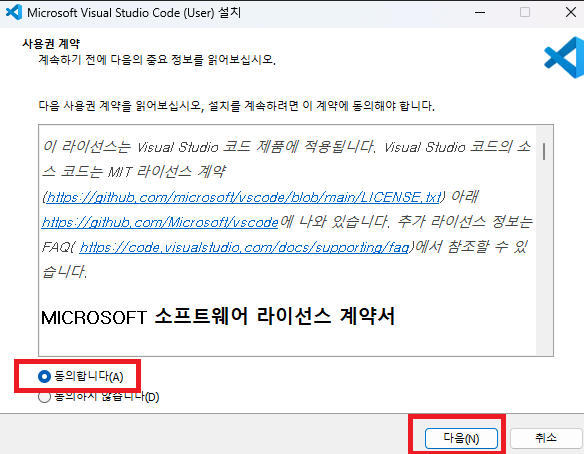 Microsoft Visual Studio Code (User) 설치
사용권 계약
계속하기 전에 다음의 중요 정보를 읽어보십시오.
다음 사용권 계약을 읽어보십시오, 설치를 계속하려면 이 계약에 동의해야 합니다.
이 라이선스는 Visual Studio 코드 제품에 적용됩니다. Visual Studio 코드의 소
스 코드는 MIT 라이선스 계약
(https://github.com/microsoft/vscode/blob/main/LICENSE.txt) 아래
https://github.com/Microsoft/vscode에 나와 있습니다. 추가 라이선스 정보는
FAQ( https://code.visualstudio.com/docs/supporting/faq)에서 참조할 수 있
습니다.
MICROSOFT 소프트웨어 라이선스 계약서
동의합니다(A)
동의하지 않습니다(D)
다음(N)
취소